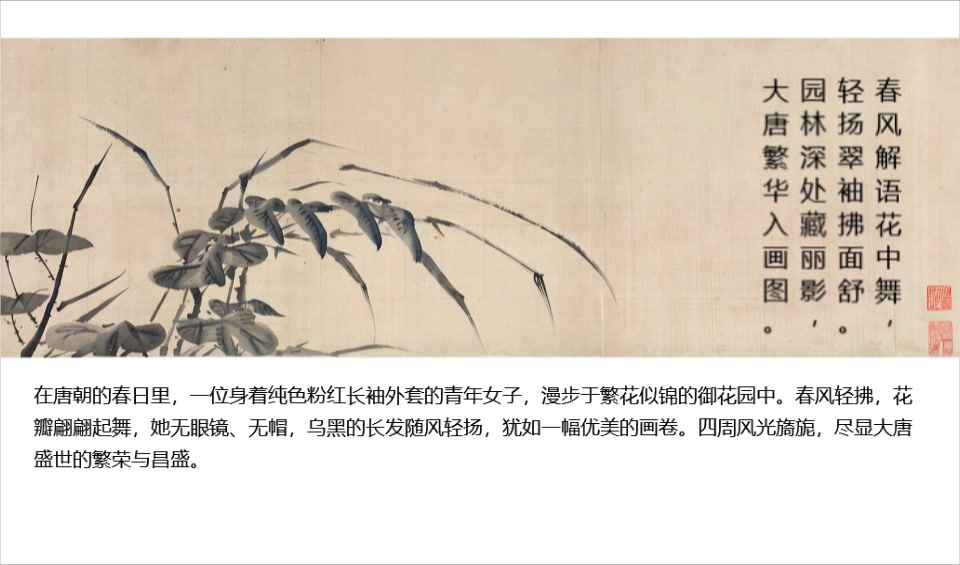 春风解语花中舞，
轻扬翠袖拂面舒。
园林深处藏丽影，
大唐繁华入画图。
在唐朝的春日里，一位身着纯色粉红长袖外套的青年女子，漫步于繁花似锦的御花园中。春风轻拂，花
瓣翩翩起舞，她无眼镜、无帽，乌黑的长发随风轻扬，犹如一幅优美的画卷。四周风光旖旎，尽显大唐
盛世的繁荣与昌盛。